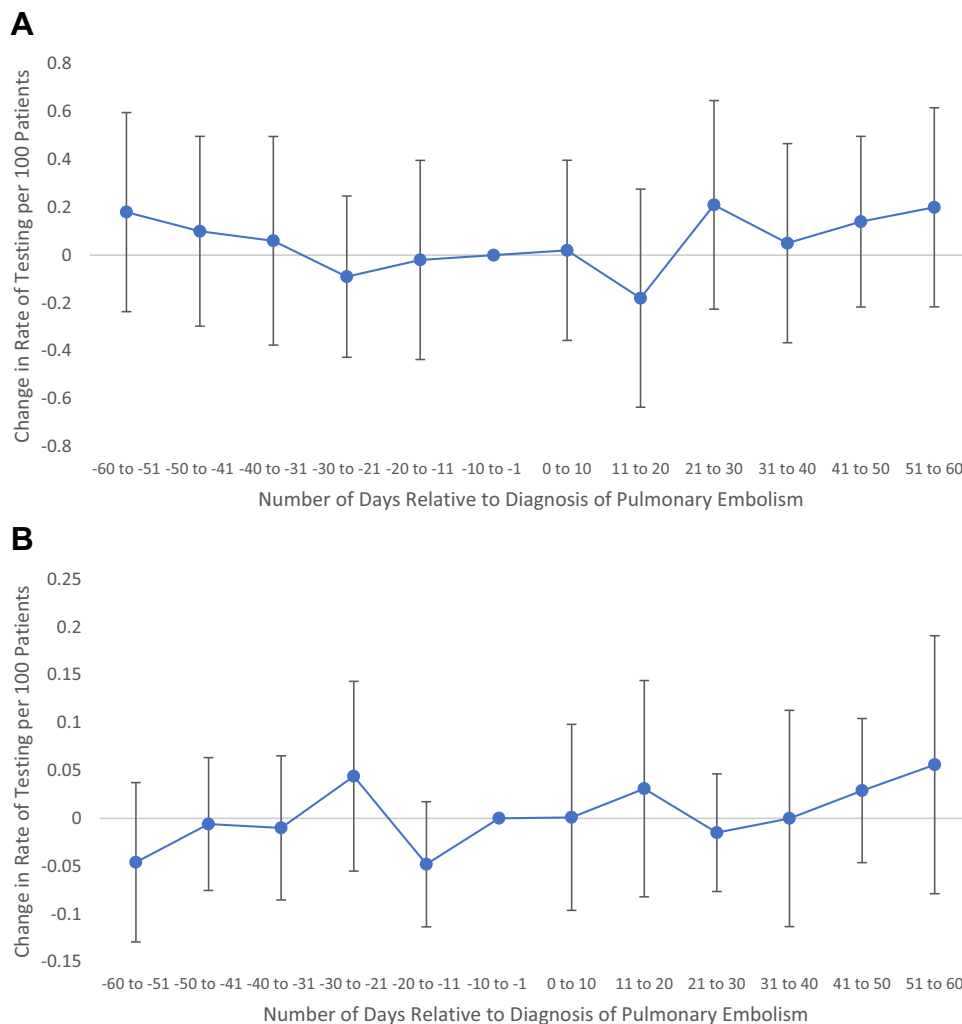 A
Change in Rate of Testing per 100 Patients
0.8
0.6
0.4
0.2
0
-0.2
-0.4
-0.6
-0.8
-60 to -51 -50 to -41 -40 to -31 -30 to -21 -20 to -11 -10 to -1 0 to 10 11 to 20 21 to 30 31 to 40 41 to 50 51 to 60
Number of Days Relative to Diagnosis of Pulmonary Embolism
B
Change in Rate of Testing per 100 Patients
0.25
0.2
0.15
0.1
0.05
0
-0.05
-0.1
-0.15
-60 to -51 -50 to -41 -40 to -31 -30 to -21 -20 to -11 -10 to -1 0 to 10 11 to 20 21 to 30 31 to 40 41 to 50 51 to 60
Number of Days Relative to Diagnosis of Pulmonary Embolism